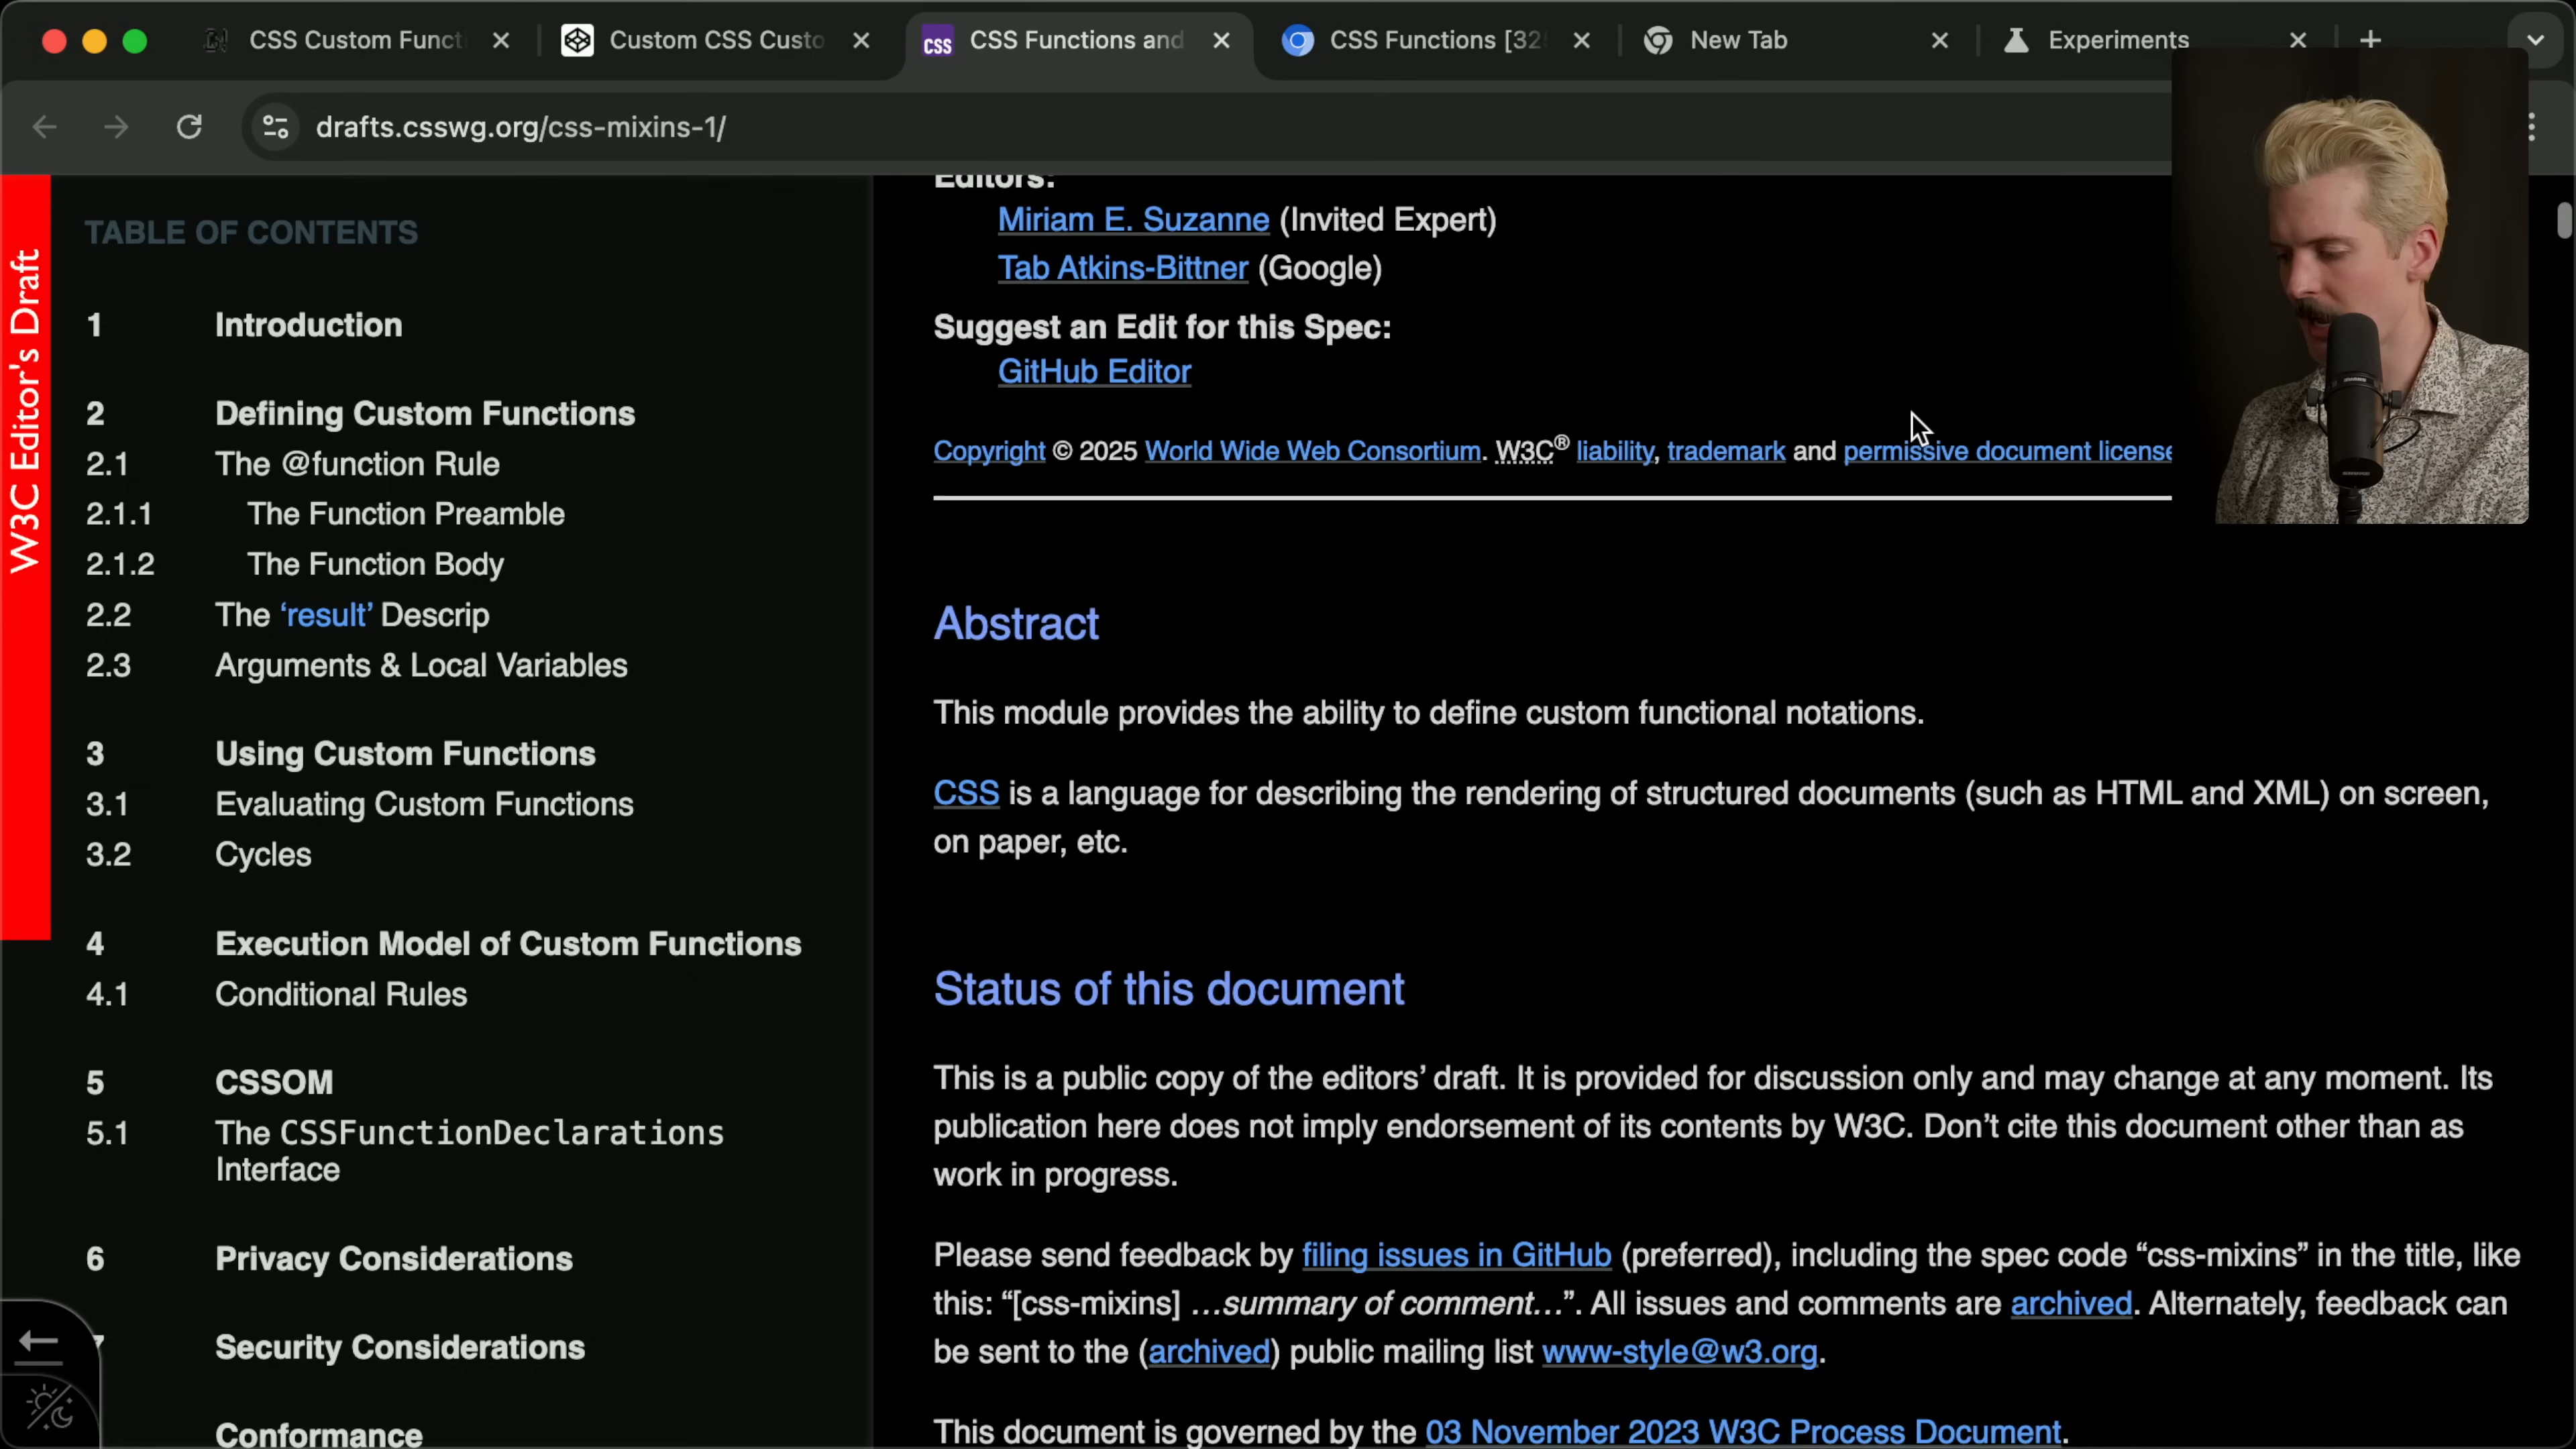 CSS Custom Functi
Custom CSS Custo
CSS
CSS Functions and
CSS Functions [32
New Tab
Experiments
drafts.csswg.org/css-mixins-1/
W3C Editor's Draft
TABLE OF CONTENTS
1 Introduction
2 Defining Custom Functions
2.1 The @function Rule
2.1.1 The Function Preamble
2.1.2 The Function Body
2.2 The ‘result’ Descrip
2.3 Arguments & Local Variables
3 Using Custom Functions
3.1 Evaluating Custom Functions
3.2 Cycles
4 Execution Model of Custom Functions
4.1 Conditional Rules
5 CSSOM
5.1 The CSSFunctionDeclarations
Interface
6 Privacy Considerations
Security Considerations
Conformance
Editors:
Miriam E. Suzanne (Invited Expert)
Tab Atkins-Bittner (Google)
Suggest an Edit for this Spec:
GitHub Editor
Copyright © 2025 World Wide Web Consortium. W3C® liability, trademark and permissive document license
Abstract
This module provides the ability to define custom functional notations.
CSS is a language for describing the rendering of structured documents (such as HTML and XML) on screen,
on paper, etc.
Status of this document
This is a public copy of the editors’ draft. It is provided for discussion only and may change at any moment. Its
publication here does not imply endorsement of its contents by W3C. Don’t cite this document other than as
work in progress.
Please send feedback by filing issues in GitHub (preferred), including the spec code “css-mixins” in the title, like
this: “[css-mixins] …summary of comment…”. All issues and comments are archived. Alternately, feedback can
be sent to the (archived) public mailing list www-style@w3.org.
This document is governed by the 03 November 2023 W3C Process Document.